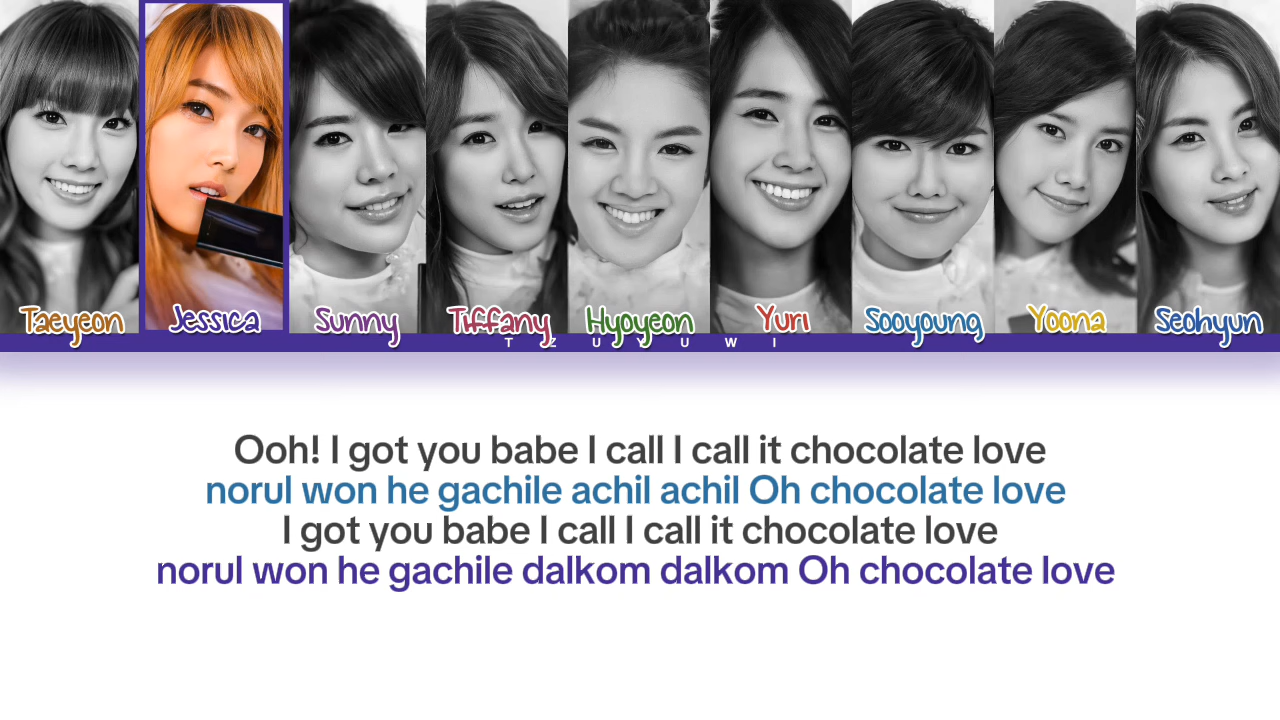 Taeyeon Jessica Sunny Tiffany Hyoyeon Yuri Sooyoung Yoona Seohyun
T Z U Y U W I
Ooh! I got you babe I call I call it chocolate love
norul won he gachile achil achil Oh chocolate love
I got you babe I call I call it chocolate love
norul won he gachile dalkom dalkom Oh chocolate love